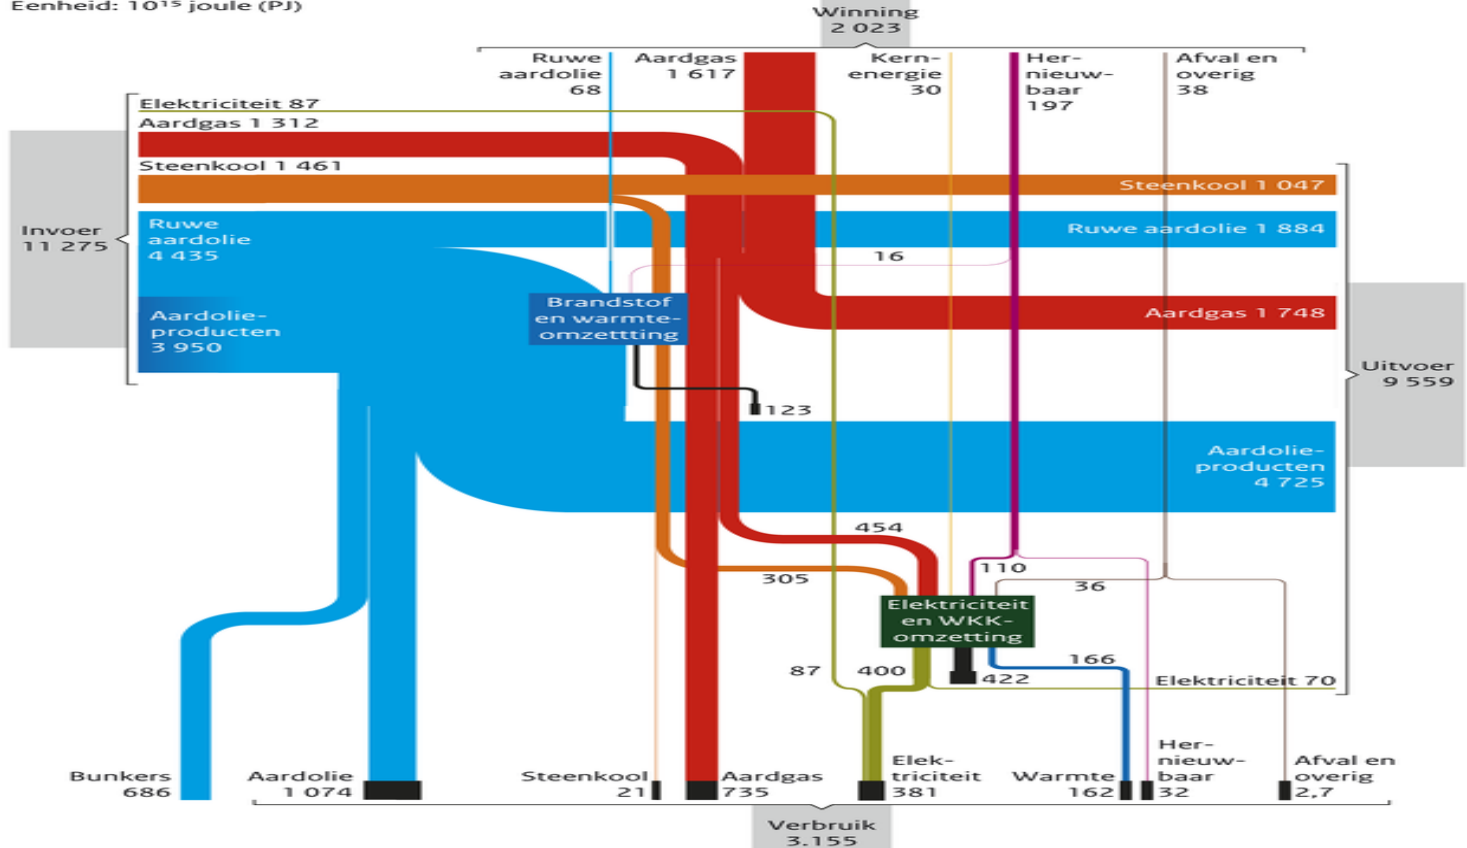 Eenheid: 10¹⁵ joule (PJ)
Winning
2 023
Ruwe
aardolie
68
Aardgas
1 617
Kern-
energie
30
Her-
nieuw-
baar
197
Afval en
overig
38
Elektriciteit 87
Aardgas 1 312
Steenkool 1 461
Invoer
11 275
Ruwe
aardolie
4 435
Aardolie-
producten
3 950
Steenkool 1 047
Ruwe aardolie 1 884
16
Brandstof
en warmte-
omzettting
Aardgas 1 748
Uitvoer
9 559
123
Aardolie-
producten
4 725
454
305
110
36
Elektriciteit
en WKK-
omzetting
87
400
422
166
Elektriciteit 70
Bunkers
686
Aardolie
1 074
Steenkool
21
Aardgas
735
Elek-
triciteit
381
Warmte
162
Her-
nieuw-
baar
32
Afval en
overig
2,7
Verbruik
3.155